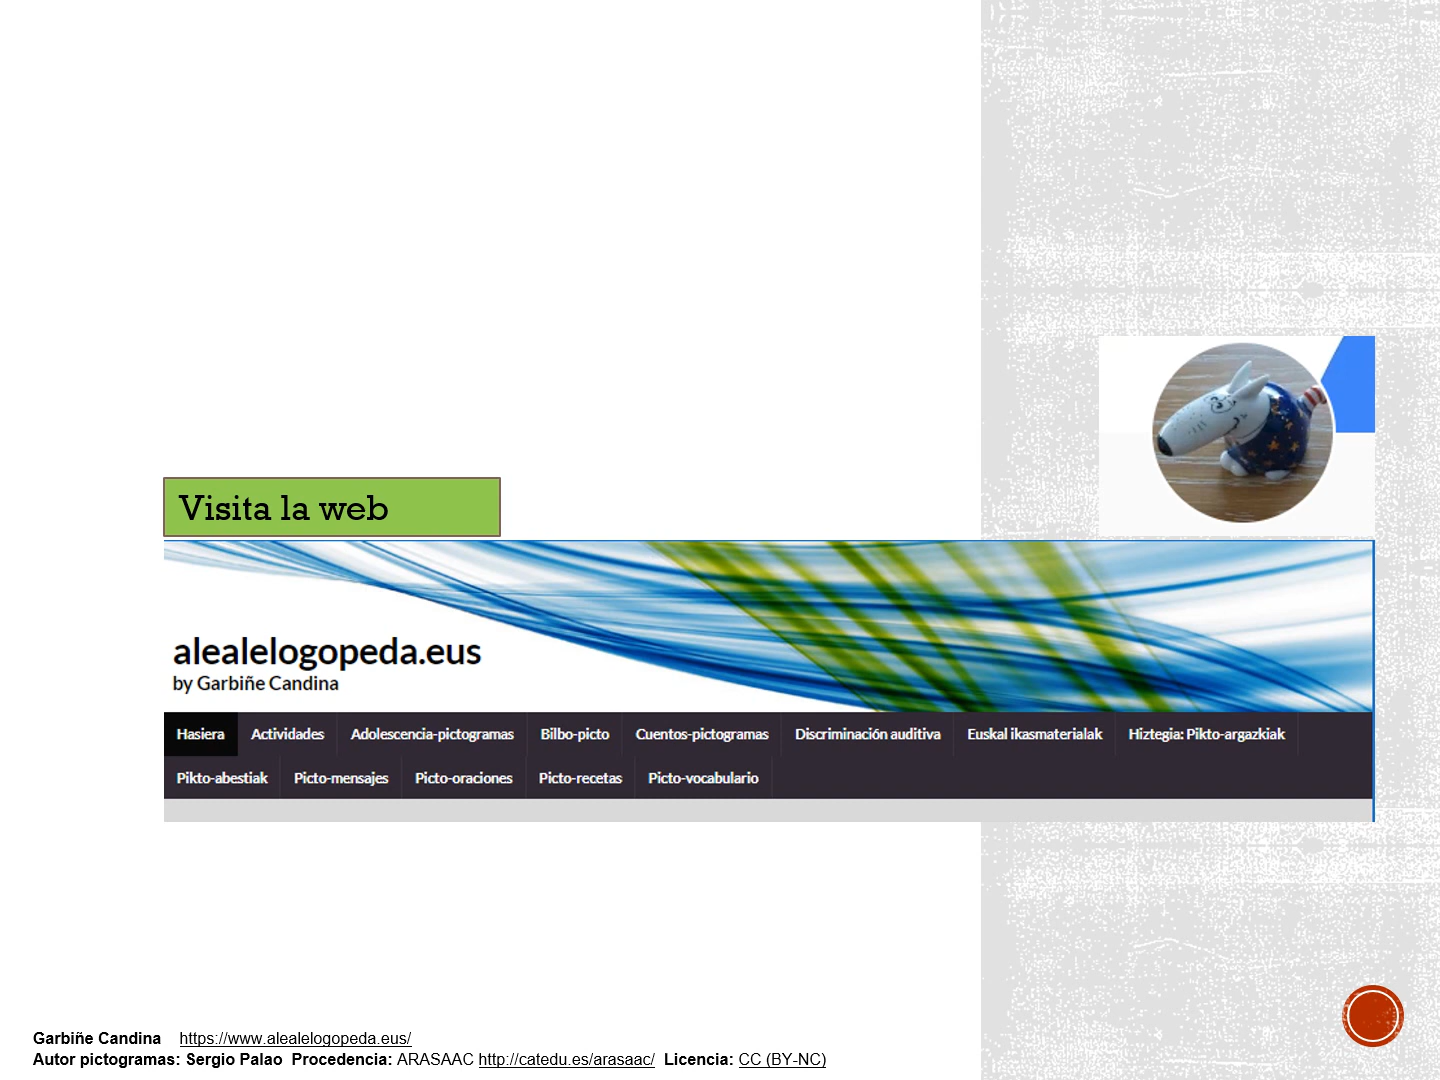 Visita la web
alealelogopeda.eus
by Garbiñe Candina
Hasiera Actividades Adolescencia-pictogramas Bilbo-picto Cuentos-pictogramas Discriminación auditiva Euskal ikasmaterialak Hiztegia: Pikto-argazkiak
Pikto-abestiak Picto-mensajes Picto-oraciones Picto-recetas Picto-vocabulario
Garbiñe Candina https://www.alealelogopeda.eus/
Autor pictogramas: Sergio Palao Procedencia: ARASAAC http://catedu.es/arasaac/ Licencia: CC (BY-NC)